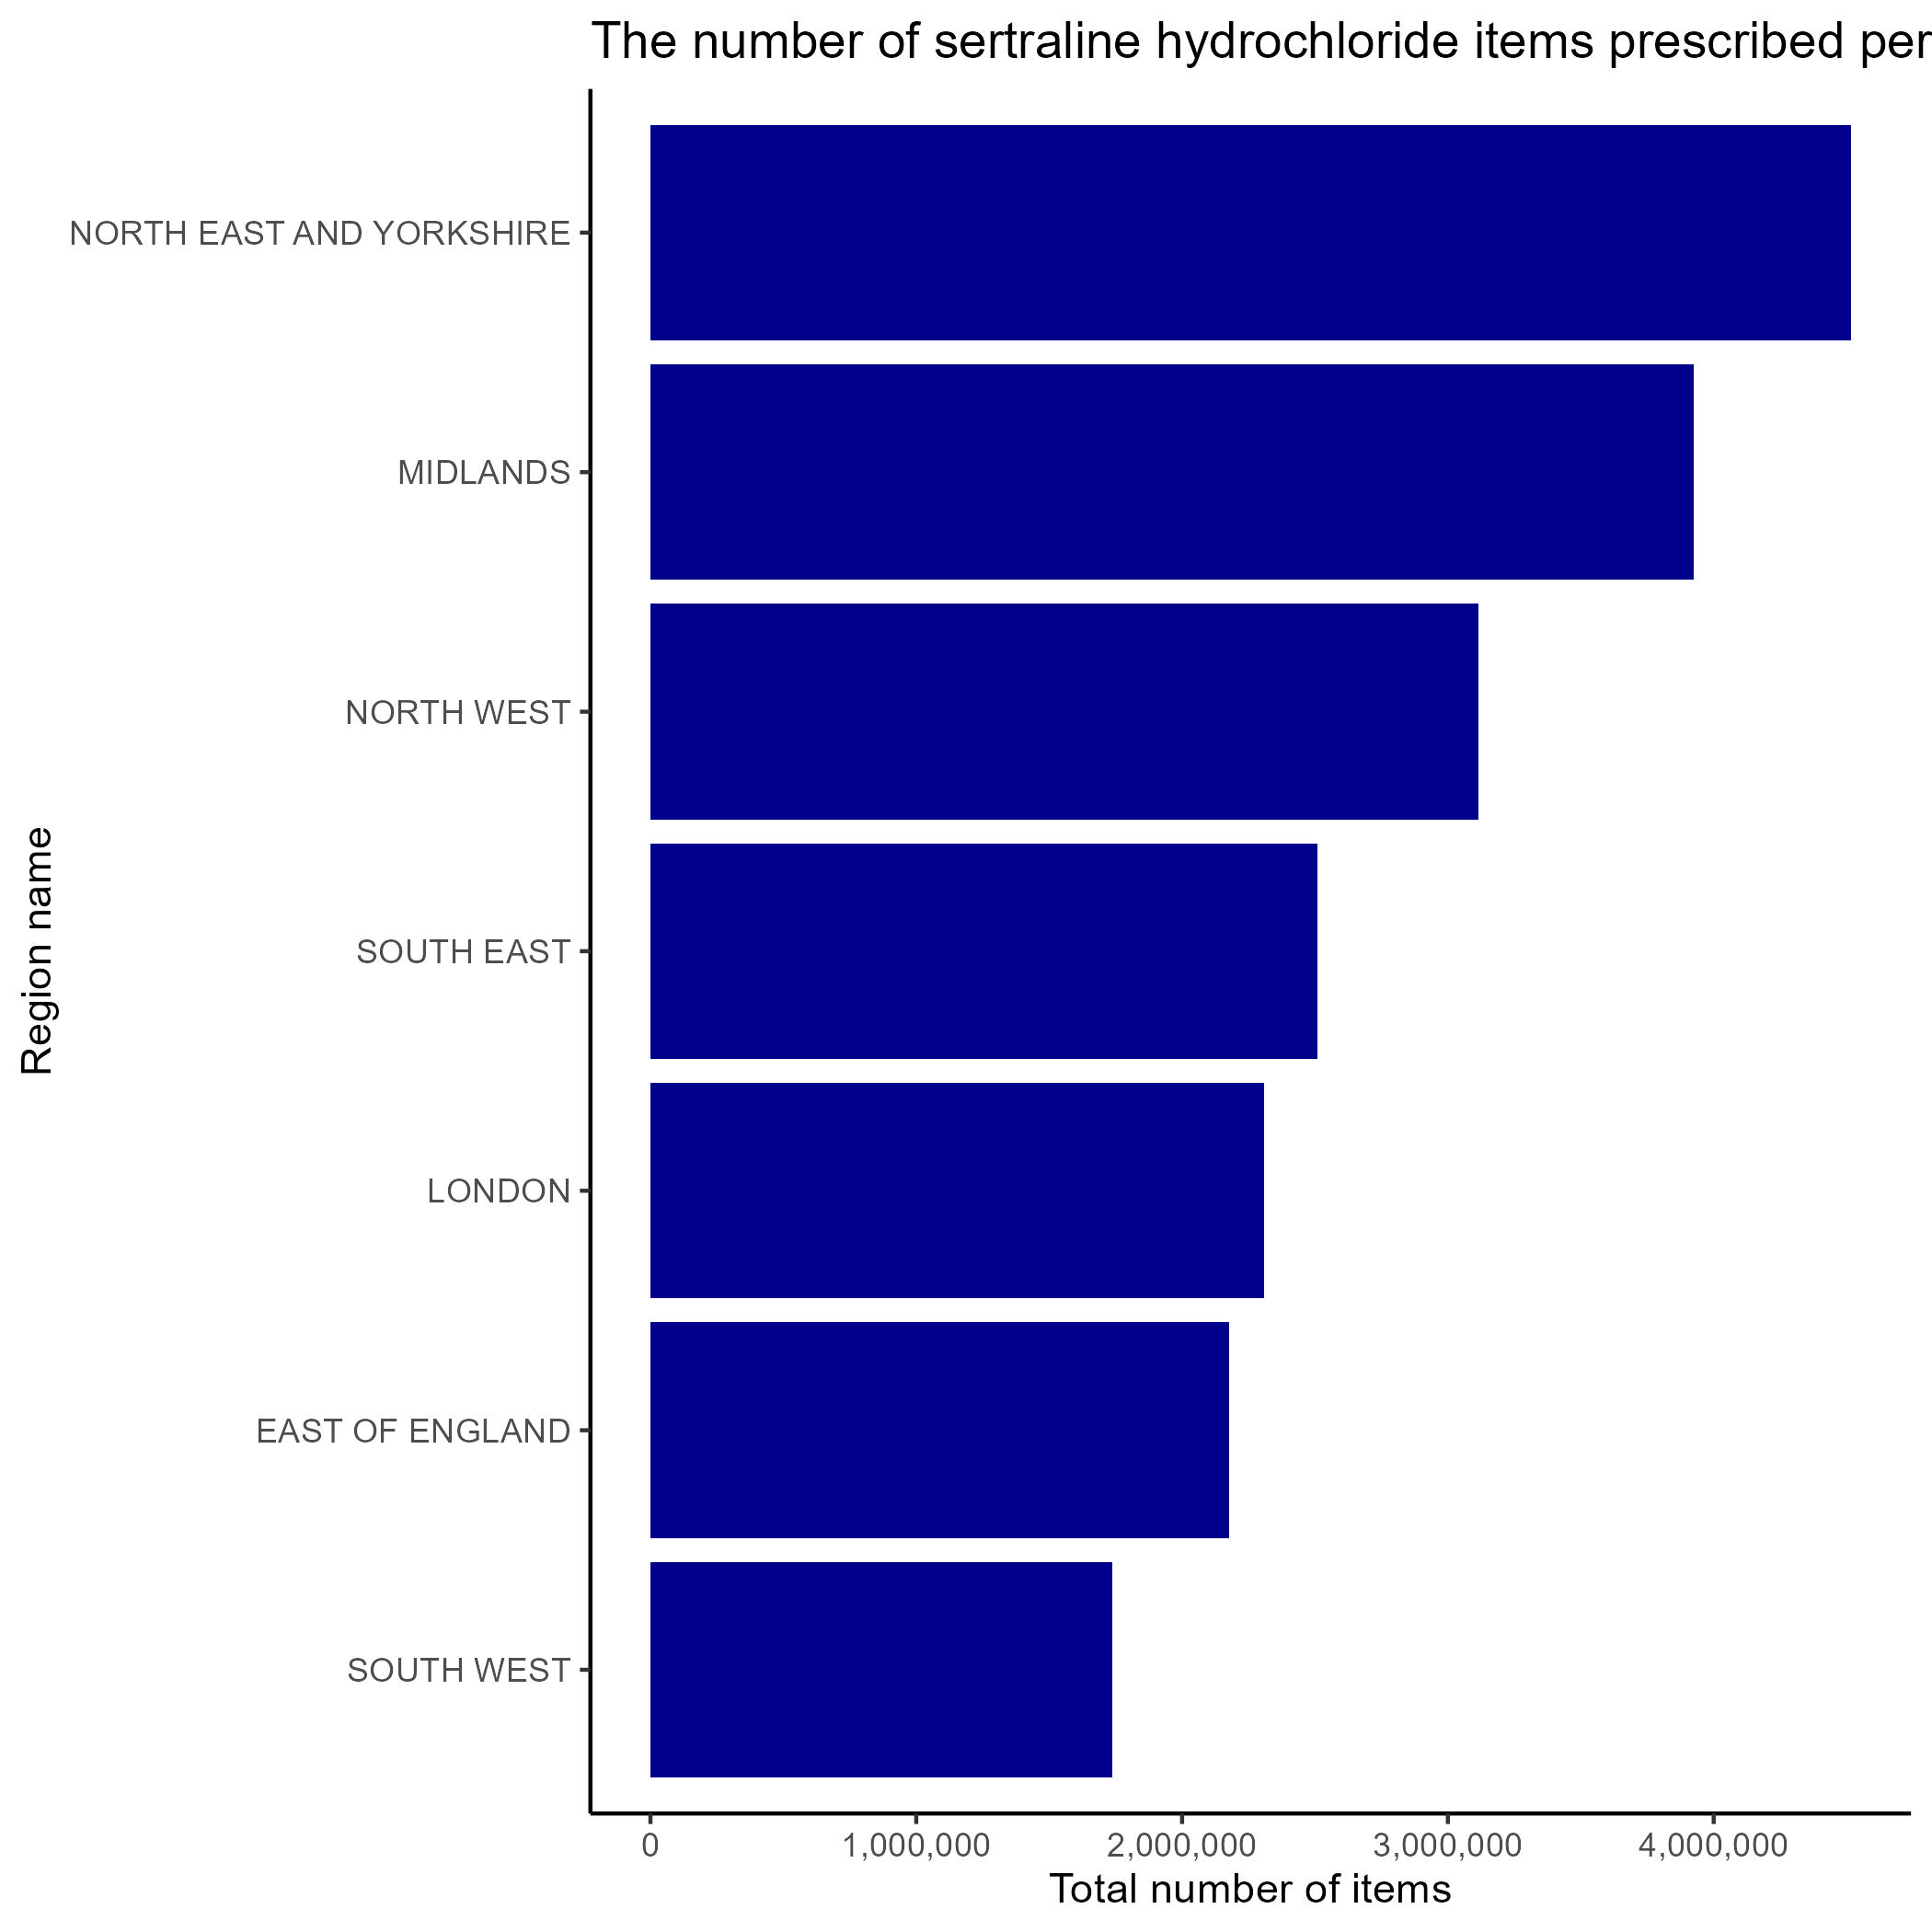 The number of sertraline hydrochloride items prescribed per
NORTH EAST AND YORKSHIRE
MIDLANDS
NORTH WEST
SOUTH EAST
LONDON
EAST OF ENGLAND
SOUTH WEST
Region name
0
1,000,000
2,000,000
3,000,000
4,000,000
Total number of items